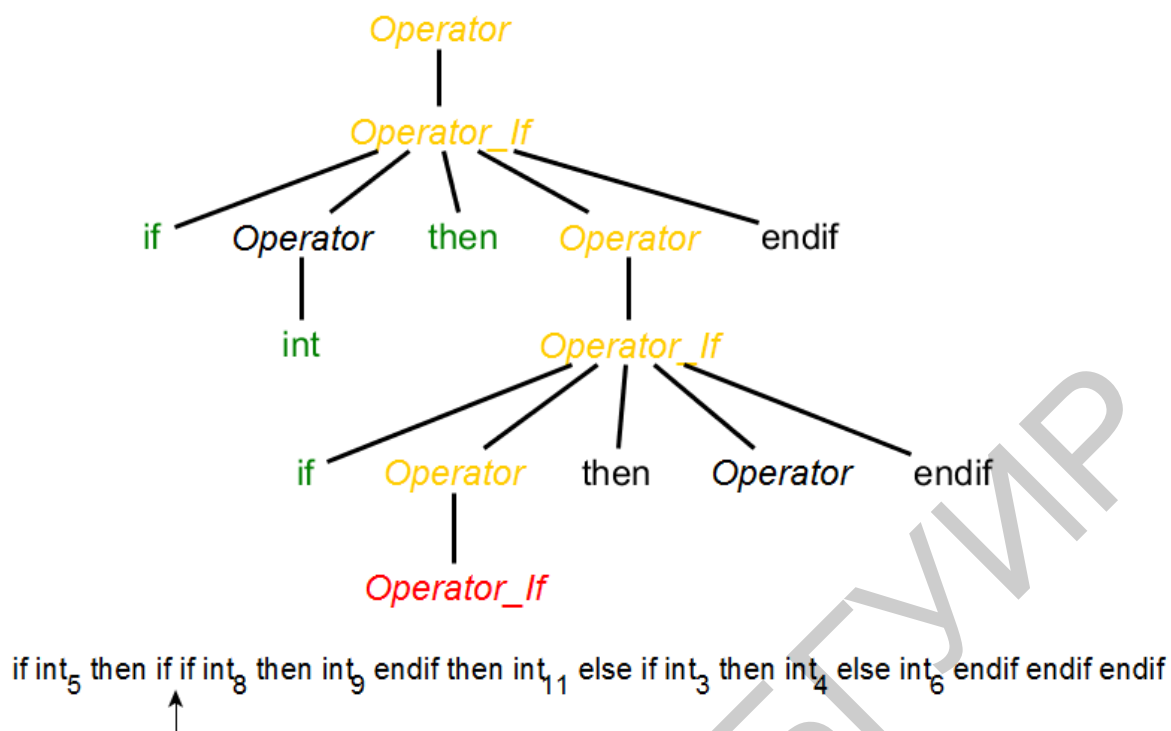 Operator
Operator_If
if Operator then Operator endif
int
Operator_If
if Operator then Operator endif
Operator_If
if int5 then if if int8 then int9 endif then int11 else if int3 then int4 else int6 endif endif endif
БГУИР